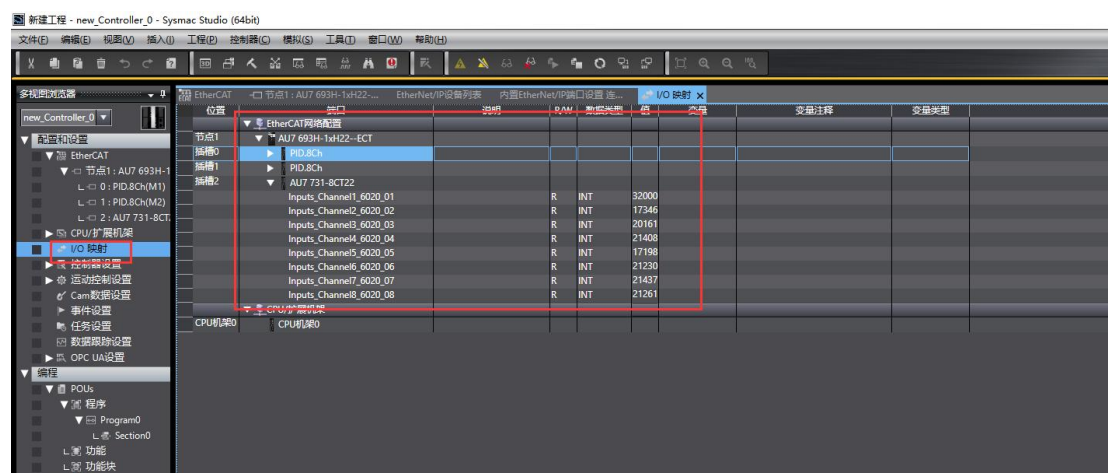 新建工程 - new_Controller_0 - Sysmac Studio (64bit)
文件(F) 编辑(E) 视图(V) 插入(I) 工程(P) 控制器(C) 模拟(S) 工具(T) 窗口(W) 帮助(H)
多视图浏览器
EtherCAT 节点1 : AU7 693H-1xH22--... EtherNet/IP设备列表 内置EtherNet/IP端口设置 连... I/O 映射
new_Controller_0
位置 端口 说明 R/W 数据类型 值 变量 变量注释 变量类型
EtherCAT网络配置
配置和设置
节点1 AU7 693H-1xH22--ECT
EtherCAT
插槽0 PID.8Ch
节点1 : AU7 693H-1
插槽1 PID.8Ch
0 : PID.8Ch(M1)
插槽2 AU7 731-8CT22
1 : PID.8Ch(M2)
Inputs_Channel1_6020_01 R INT 32000
2 : AU7 731-8CT.
Inputs_Channel2_6020_02 R INT 17346
Inputs_Channel3_6020_03 R INT 20161
CPU/扩展机架
Inputs_Channel4_6020_04 R INT 21408
I/O 映射
Inputs_Channel5_6020_05 R INT 17198
控制器设置
Inputs_Channel6_6020_06 R INT 21230
运动控制设置
Inputs_Channel7_6020_07 R INT 21437
Cam数据设置
Inputs_Channel8_6020_08 R INT 21261
事件设置
CPU/扩展机架
任务设置
CPU机架0 CPU机架0
数据跟踪设置
OPC UA设置
编程
POUs
程序
Program0
Section0
功能
功能块